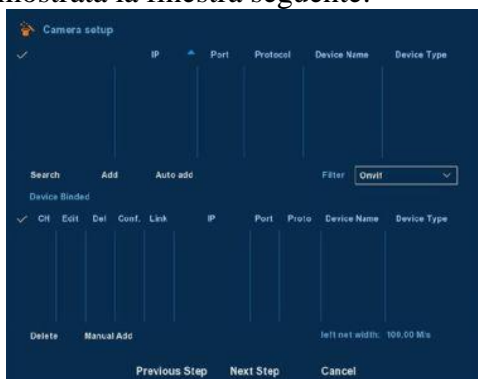 mostrata la finestra seguente.
Camera setup
IP Port Protocol Device Name Device Type
Search Add Auto add Filter Onvif
Device Binded
CH Edit Del Conf. Link IP Port Proto Device Name Device Type
Delete Manual Add left net width: 100,00 M/s
Previous Step Next Step Cancel